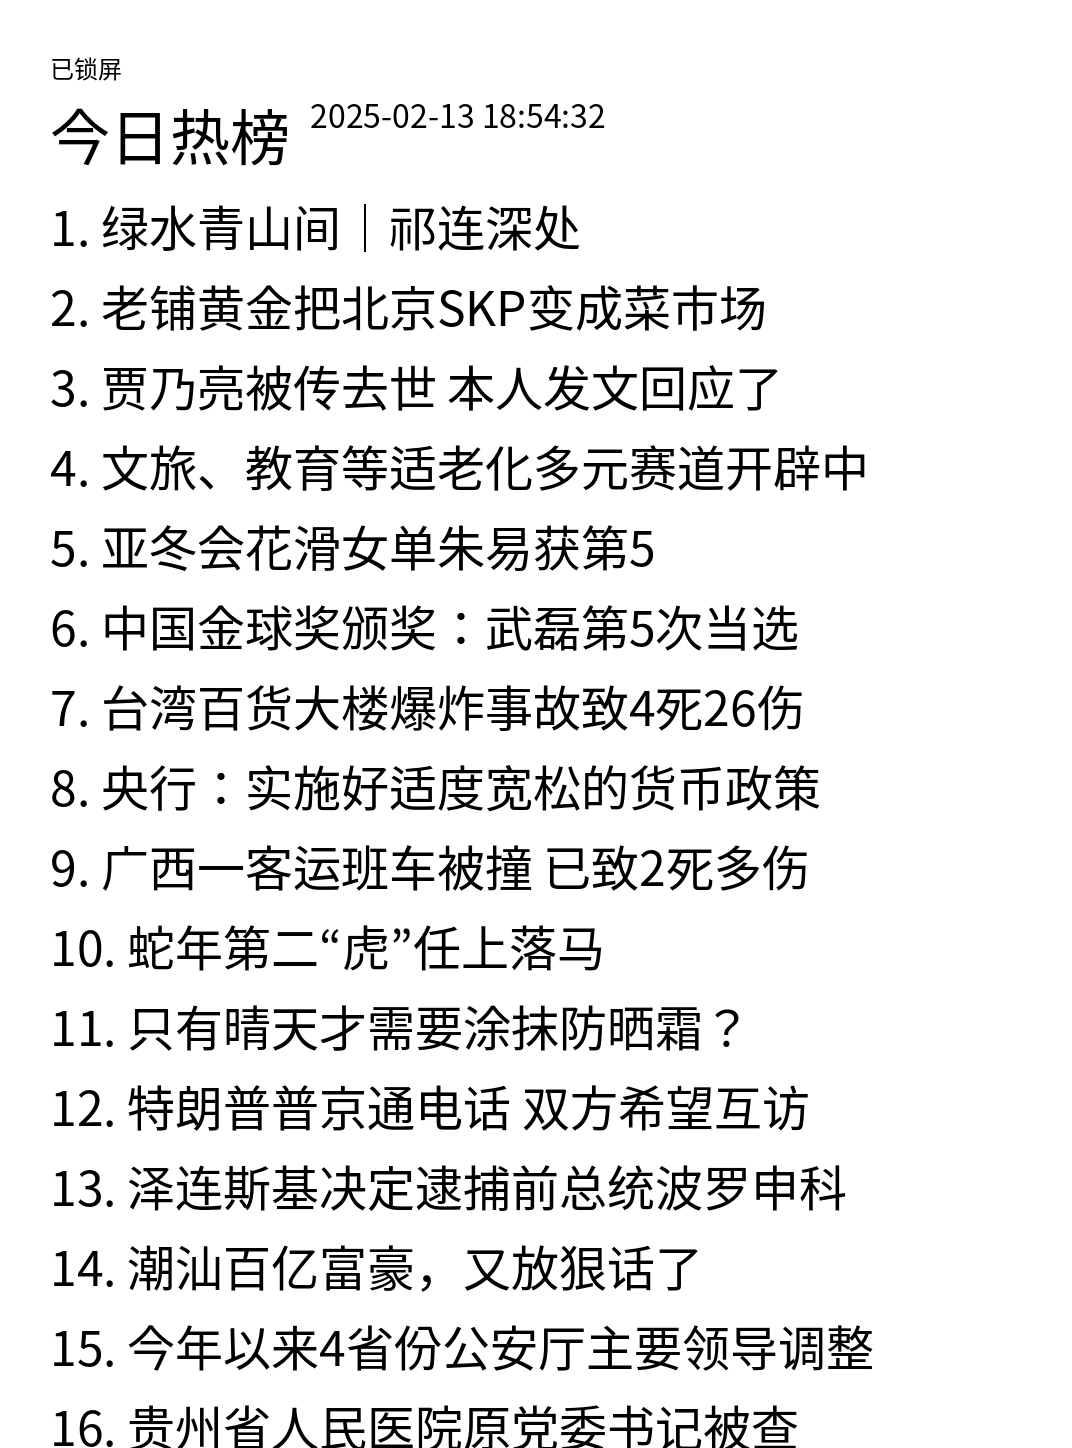 已锁屏
今日热榜 2025-02-13 18:54:32
1. 绿水青山间｜祁连深处
2. 老铺黄金把北京SKP变成菜市场
3. 贾乃亮被传去世 本人发文回应了
4. 文旅、教育等适老化多元赛道开辟中
5. 亚冬会花滑女单朱易获第5
6. 中国金球奖颁奖：武磊第5次当选
7. 台湾百货大楼爆炸事故致4死26伤
8. 央行：实施好适度宽松的货币政策
9. 广西一客运班车被撞 已致2死多伤
10. 蛇年第二“虎”任上落马
11. 只有晴天才需要涂抹防晒霜？
12. 特朗普普京通电话 双方希望互访
13. 泽连斯基决定逮捕前总统波罗申科
14. 潮汕百亿富豪，又放狠话了
15. 今年以来4省份公安厅主要领导调整
16. 贵州省人民医院原党委书记被查